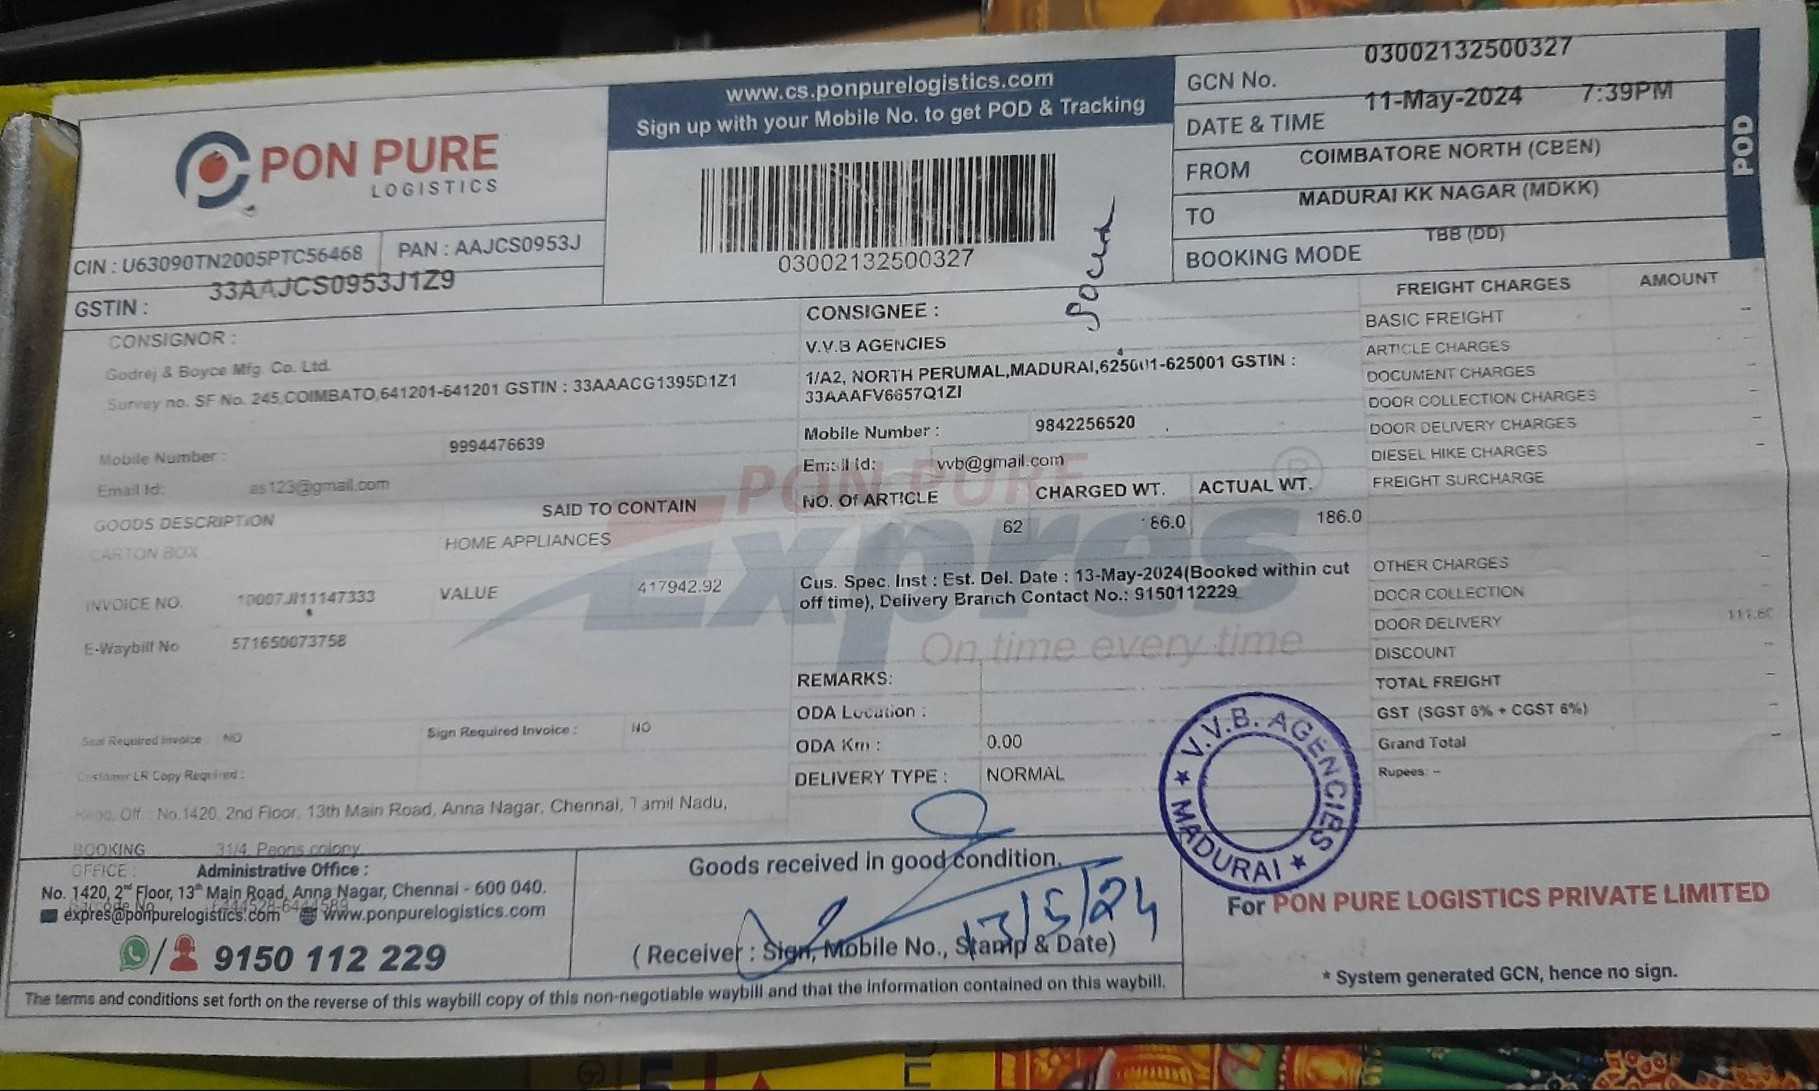 PON PURE
LOGISTICS
CIN : U63090TN2005PTC56468
PAN : AAJCS0953J
GSTIN : 33AAJCS0953J1Z9
www.cs.ponpurelogistics.com
Sign up with your Mobile No. to get POD & Tracking
03002132500327
GCN No. 03002132500327
DATE & TIME 11-May-2024 7:39PM
FROM COIMBATORE NORTH (CBEN)
TO MADURAI KK NAGAR (MDKK)
BOOKING MODE TBB (DD)
POD
CONSIGNOR :
Godrej & Boyce Mfg. Co. Ltd.
Survey no. SF No. 245,COIMBATO,641201-641201 GSTIN : 33AAACG1395D1Z1
Mobile Number : 9994476639
Email Id: as123@gmail.com
GOODS DESCRIPTION SAID TO CONTAIN
CARTON BOX HOME APPLIANCES
INVOICE NO. 10007JI11147333 VALUE 417942.92
E-Waybill No 571650073758
Seal Required Invoice NO Sign Required Invoice : NO
Customer LR Copy Required :
Off : No.1420, 2nd Floor, 13th Main Road, Anna Nagar, Chennai, Tamil Nadu,
BOOKING 31/4, Peons colony,
OFFICE :
CONSIGNEE :
V.V.B AGENCIES
1/A2, NORTH PERUMAL,MADURAI,625001-625001 GSTIN :
33AAAFV6657Q1ZI
Mobile Number : 9842256520
Email Id: vvb@gmail.com
NO. Of ARTICLE CHARGED WT. ACTUAL WT.
62 186.0 186.0
Cus. Spec. Inst : Est. Del. Date : 13-May-2024(Booked within cut
off time), Delivery Branch Contact No.: 9150112229
PON PURE
Expres
®
On time every time
REMARKS:
ODA Location :
ODA Km : 0.00
DELIVERY TYPE : NORMAL
FREIGHT CHARGES AMOUNT
BASIC FREIGHT –
ARTICLE CHARGES
DOCUMENT CHARGES –
DOOR COLLECTION CHARGES –
DOOR DELIVERY CHARGES –
DIESEL HIKE CHARGES –
FREIGHT SURCHARGE –
OTHER CHARGES –
DOOR COLLECTION –
DOOR DELIVERY
DISCOUNT –
TOTAL FREIGHT –
GST (SGST 6% + CGST 6%) –
Grand Total –
Rupees: –
V.V.B. AGENCIES
★ MADURAI ★
Administrative Office :
No. 1420, 2nd Floor, 13th Main Road, Anna Nagar, Chennai - 600 040.
expres@ponpurelogistics.com www.ponpurelogistics.com
9150 112 229
Goods received in good condition.
13/5/24
( Receiver : Sign, Mobile No., Stamp & Date)
For PON PURE LOGISTICS PRIVATE LIMITED
* System generated GCN, hence no sign.
The terms and conditions set forth on the reverse of this waybill copy of this non-negotiable waybill and that the information contained on this waybill.